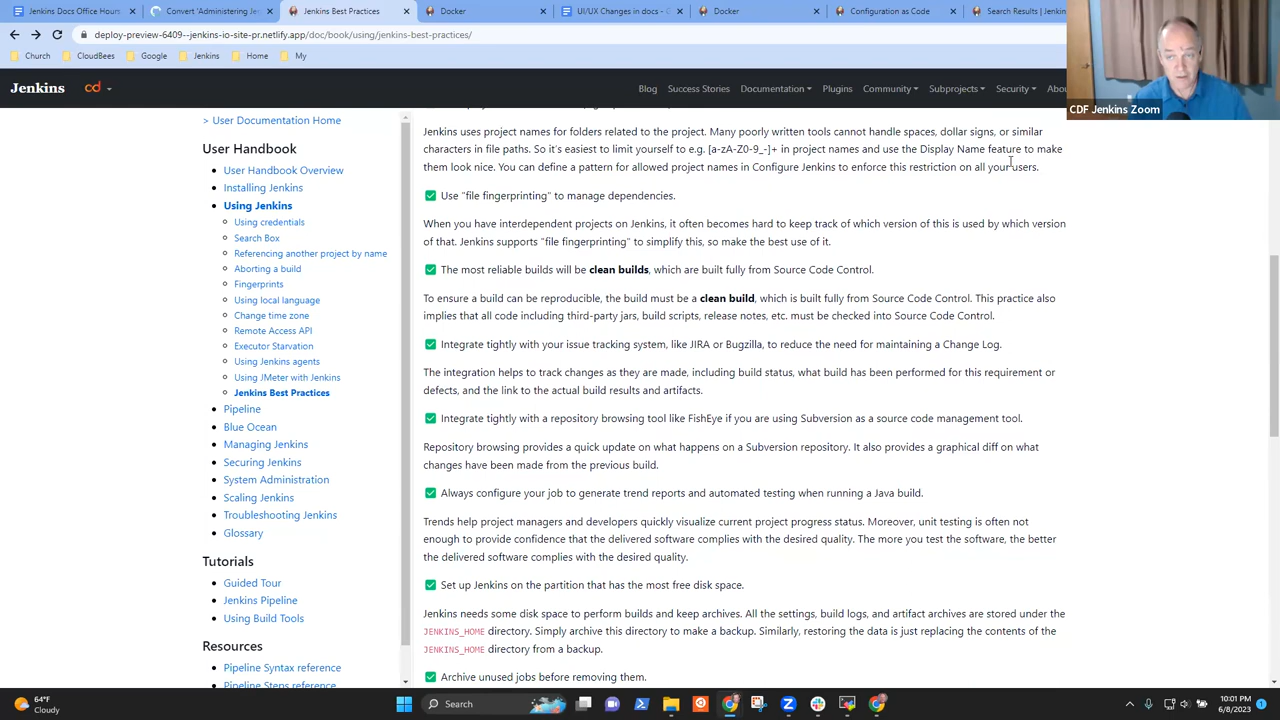 Jenkins Docs Office Hours
Convert 'Administering Je
Jenkins Best Practices
Docker
UI/UX Changes in docs -
Docker
Configuration as Code
Search Results | Jenkin
deploy-preview-6409--jenkins-io-site-pr.netlify.app/doc/book/using/jenkins-best-practices/
Church
CloudBees
Google
Jenkins
Home
My
Jenkins
cd
Blog
Success Stories
Documentation
Plugins
Community
Subprojects
Security
Abou
CDF Jenkins Zoom
> User Documentation Home
User Handbook
User Handbook Overview
Installing Jenkins
Using Jenkins
Using credentials
Search Box
Referencing another project by name
Aborting a build
Fingerprints
Using local language
Change time zone
Remote Access API
Executor Starvation
Using Jenkins agents
Using JMeter with Jenkins
Jenkins Best Practices
Pipeline
Blue Ocean
Managing Jenkins
Securing Jenkins
System Administration
Scaling Jenkins
Troubleshooting Jenkins
Glossary
Tutorials
Guided Tour
Jenkins Pipeline
Using Build Tools
Resources
Pipeline Syntax reference
Pipeline Steps reference
Jenkins uses project names for folders related to the project. Many poorly written tools cannot handle spaces, dollar signs, or similar
characters in file paths. So it's easiest to limit yourself to e.g. [a-zA-Z0-9_-]+ in project names and use the Display Name feature to make
them look nice. You can define a pattern for allowed project names in Configure Jenkins to enforce this restriction on all your users.
Use "file fingerprinting" to manage dependencies.
When you have interdependent projects on Jenkins, it often becomes hard to keep track of which version of this is used by which version
of that. Jenkins supports "file fingerprinting" to simplify this, so make the best use of it.
The most reliable builds will be clean builds, which are built fully from Source Code Control.
To ensure a build can be reproducible, the build must be a clean build, which is built fully from Source Code Control. This practice also
implies that all code including third-party jars, build scripts, release notes, etc. must be checked into Source Code Control.
Integrate tightly with your issue tracking system, like JIRA or Bugzilla, to reduce the need for maintaining a Change Log.
The integration helps to track changes as they are made, including build status, what build has been performed for this requirement or
defects, and the link to the actual build results and artifacts.
Integrate tightly with a repository browsing tool like FishEye if you are using Subversion as a source code management tool.
Repository browsing provides a quick update on what happens on a Subversion repository. It also provides a graphical diff on what
changes have been made from the previous build.
Always configure your job to generate trend reports and automated testing when running a Java build.
Trends help project managers and developers quickly visualize current project progress status. Moreover, unit testing is often not
enough to provide confidence that the delivered software complies with the desired quality. The more you test the software, the better
the delivered software complies with the desired quality.
Set up Jenkins on the partition that has the most free disk space.
Jenkins needs some disk space to perform builds and keep archives. All the settings, build logs, and artifact archives are stored under the
JENKINS_HOME directory. Simply archive this directory to make a backup. Similarly, restoring the data is just replacing the contents of the
JENKINS_HOME directory from a backup.
Archive unused jobs before removing them.
64°F
Cloudy
Search
10:01 PM
6/8/2023